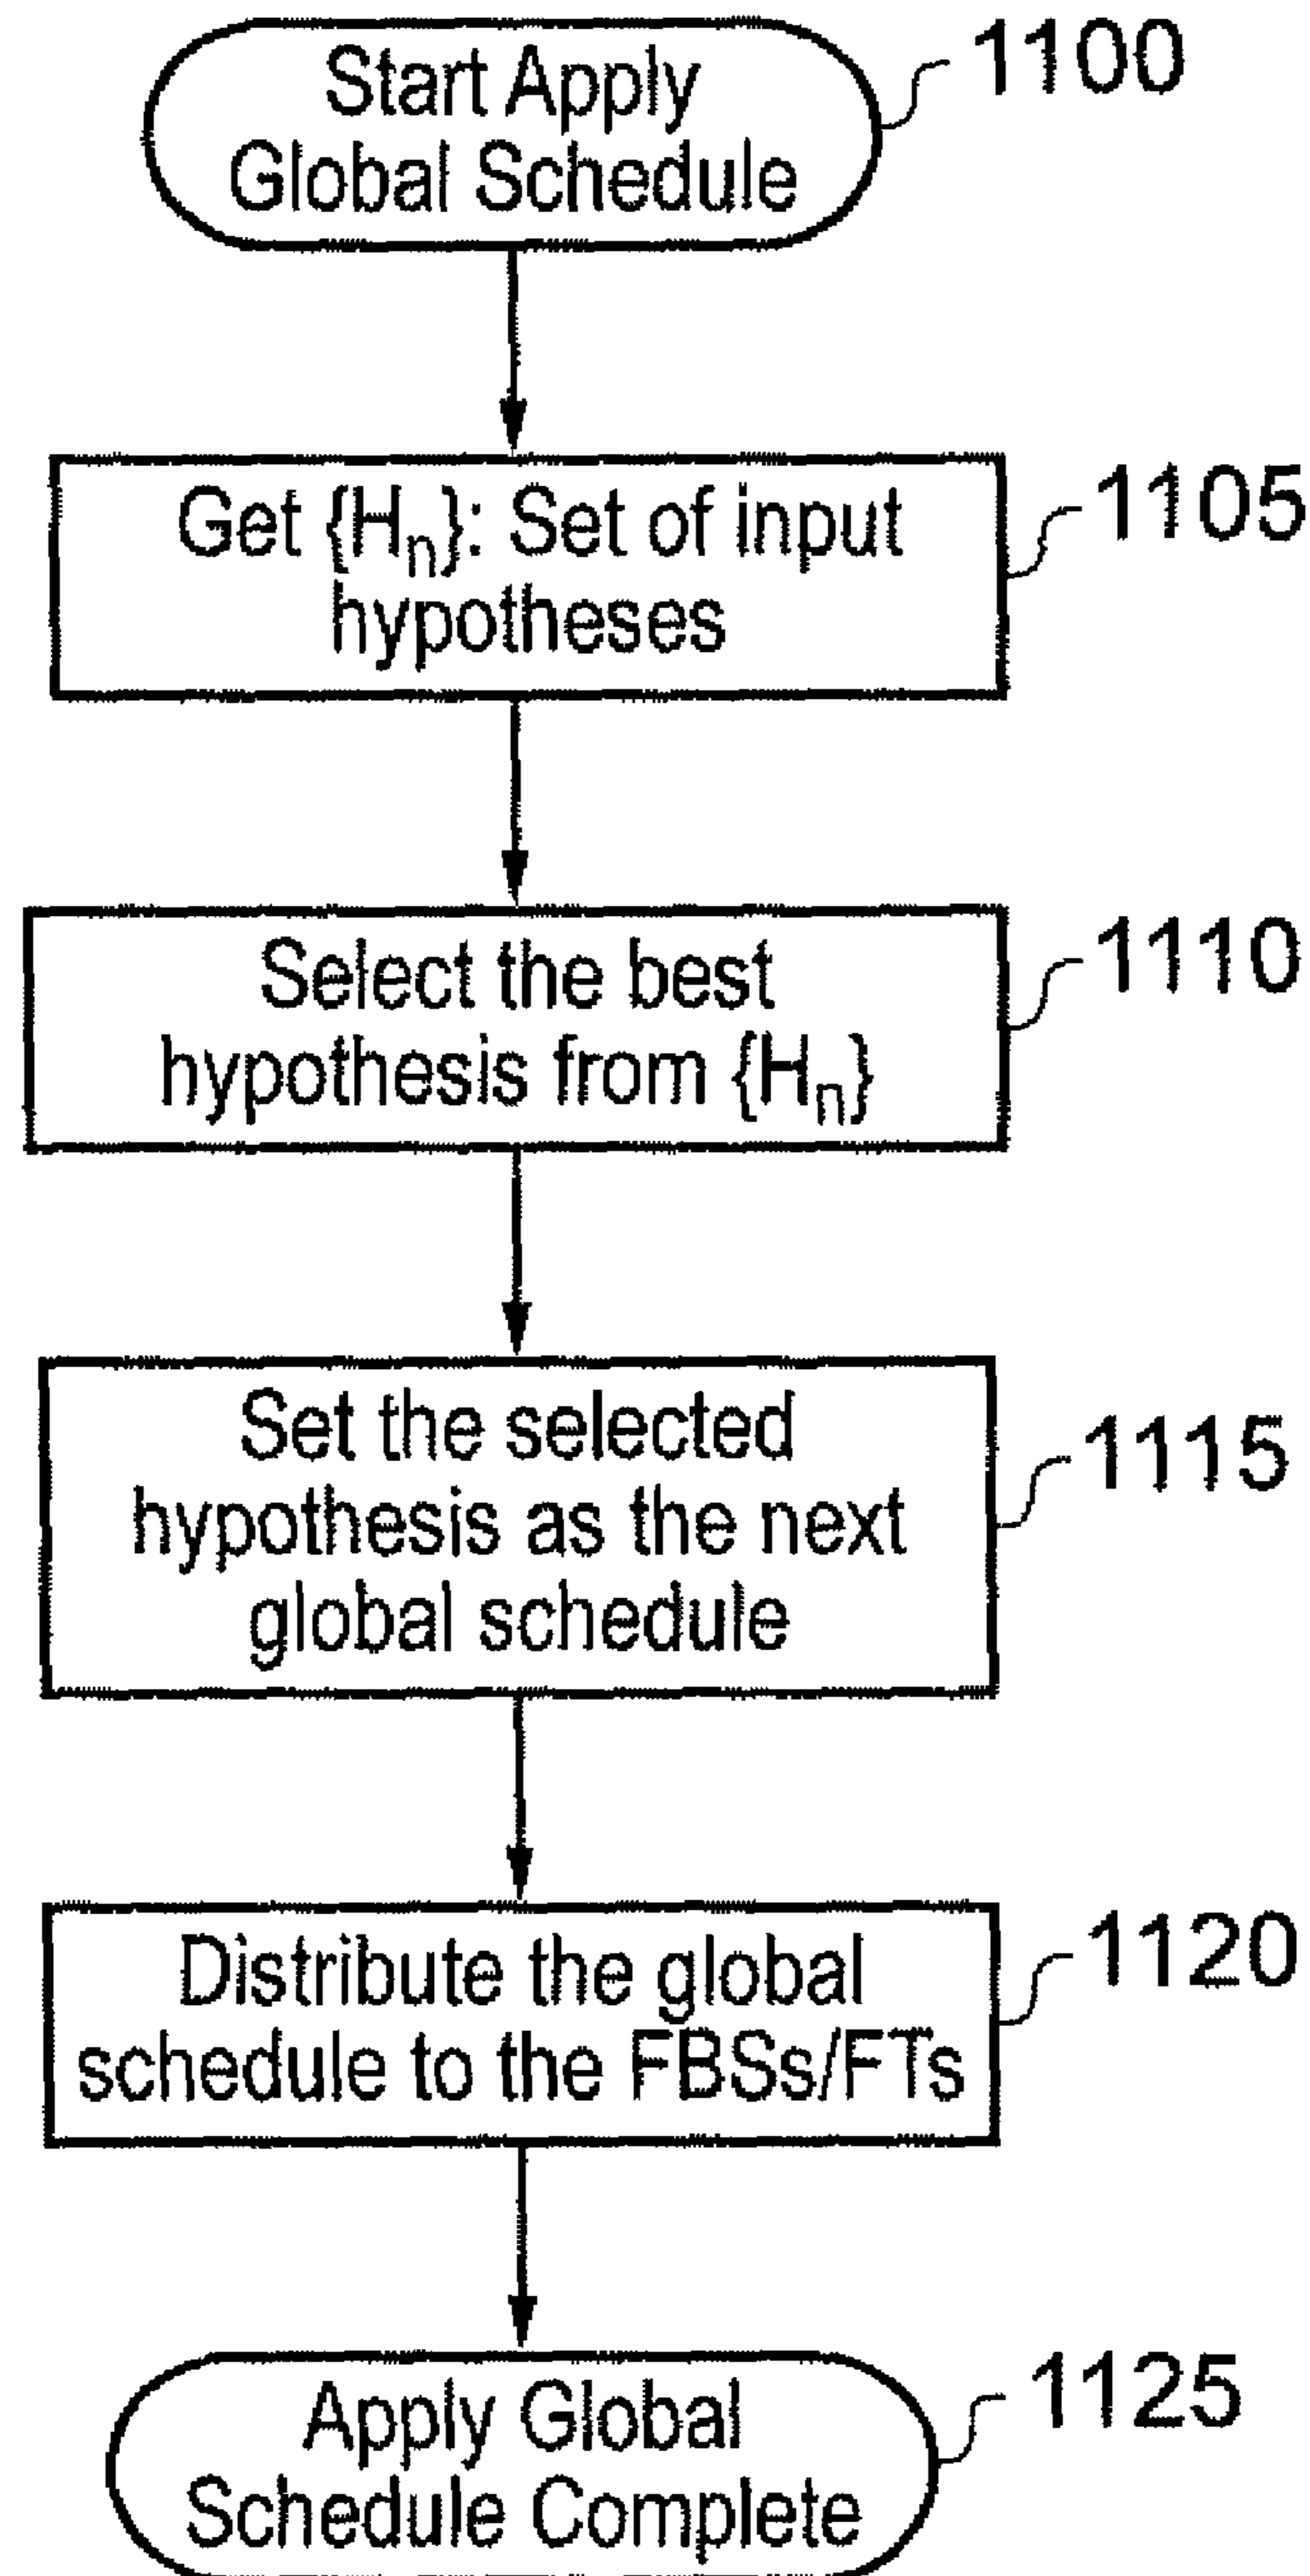 Start Apply
Global Schedule
1100
Get {Hn}: Set of input
hypotheses
1105
Select the best
hypothesis from {Hn}
1110
Set the selected
hypothesis as the next
global schedule
1115
Distribute the global
schedule to the FBSs/FTs
1120
Apply Global
Schedule Complete
1125